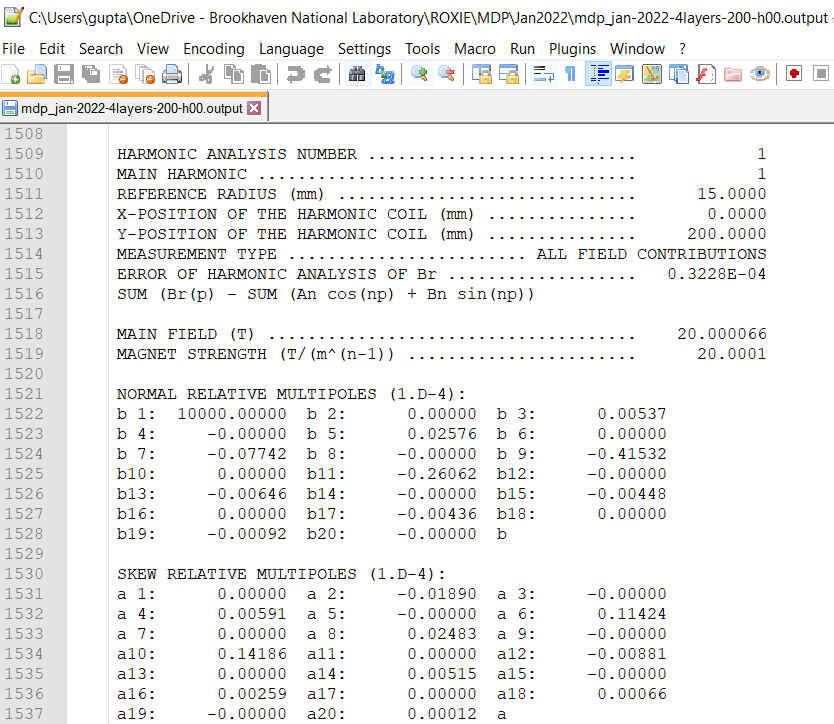 C:\Users\gupta\OneDrive - Brookhaven National Laboratory\ROXIE\MDP\Jan2022\mdp_jan-2022-4layers-200-h00.output -
File Edit Search View Encoding Language Settings Tools Macro Run Plugins Window ?
mdp_jan-2022-4layers-200-h00.output
1508
1509 HARMONIC ANALYSIS NUMBER ........................... 1
1510 MAIN HARMONIC ...................................... 1
1511 REFERENCE RADIUS (mm) .............................. 15.0000
1512 X-POSITION OF THE HARMONIC COIL (mm) ............... 0.0000
1513 Y-POSITION OF THE HARMONIC COIL (mm) ............... 200.0000
1514 MEASUREMENT TYPE ........................ ALL FIELD CONTRIBUTIONS
1515 ERROR OF HARMONIC ANALYSIS OF Br ................... 0.3228E-04
1516 SUM (Br(p) - SUM (An cos(np) + Bn sin(np))
1517
1518 MAIN FIELD (T) ..................................... 20.000066
1519 MAGNET STRENGTH (T/(m^(n-1)) ....................... 20.0001
1520
1521 NORMAL RELATIVE MULTIPOLES (1.D-4):
1522 b 1: 10000.00000 b 2: 0.00000 b 3: 0.00537
1523 b 4: -0.00000 b 5: 0.02576 b 6: 0.00000
1524 b 7: -0.07742 b 8: -0.00000 b 9: -0.41532
1525 b10: 0.00000 b11: -0.26062 b12: -0.00000
1526 b13: -0.00646 b14: -0.00000 b15: -0.00448
1527 b16: 0.00000 b17: -0.00436 b18: 0.00000
1528 b19: -0.00092 b20: -0.00000 b
1529
1530 SKEW RELATIVE MULTIPOLES (1.D-4):
1531 a 1: 0.00000 a 2: -0.01890 a 3: -0.00000
1532 a 4: 0.00591 a 5: -0.00000 a 6: 0.11424
1533 a 7: 0.00000 a 8: 0.02483 a 9: -0.00000
1534 a10: 0.14186 a11: 0.00000 a12: -0.00881
1535 a13: 0.00000 a14: 0.00515 a15: -0.00000
1536 a16: 0.00259 a17: 0.00000 a18: 0.00066
1537 a19: -0.00000 a20: 0.00012 a